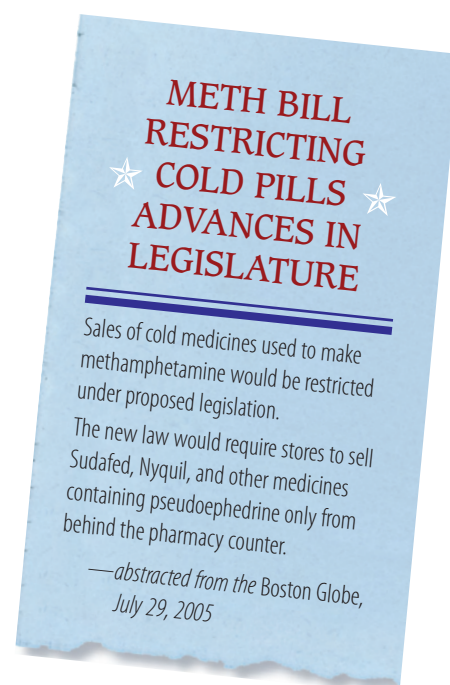 METH BILL
RESTRICTING
COLD PILLS
ADVANCES IN
LEGISLATURE
Sales of cold medicines used to make
methamphetamine would be restricted
under proposed legislation.
The new law would require stores to sell
Sudafed, Nyquil, and other medicines
containing pseudoephedrine only from
behind the pharmacy counter.
—abstracted from the Boston Globe,
July 29, 2005